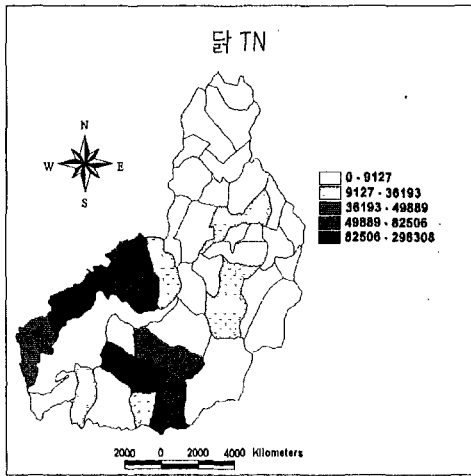 닭 TN
N
W E
S
0 - 9127
9127 - 36193
36193 - 49889
49889 - 82506
82506 - 298308
2000 0 2000 4000 Kilometers